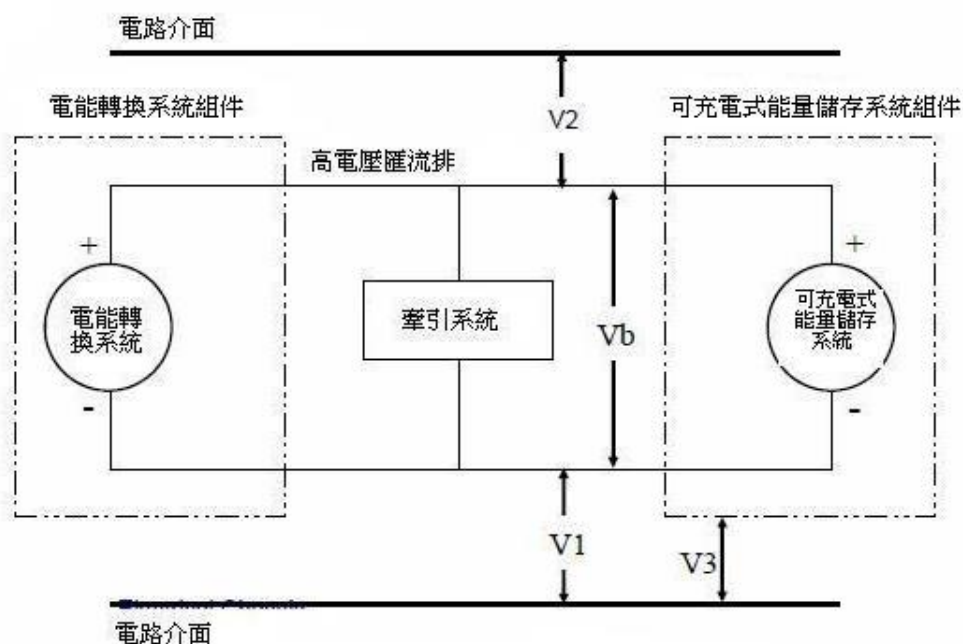 電路介面
電能轉換系統組件
可充電式能量儲存系統組件
V2
高電壓匯流排
+
+
電能轉
換系統
牽引系統
Vb
可充電式
能量儲存
系統
-
-
V1
V3
電路介面